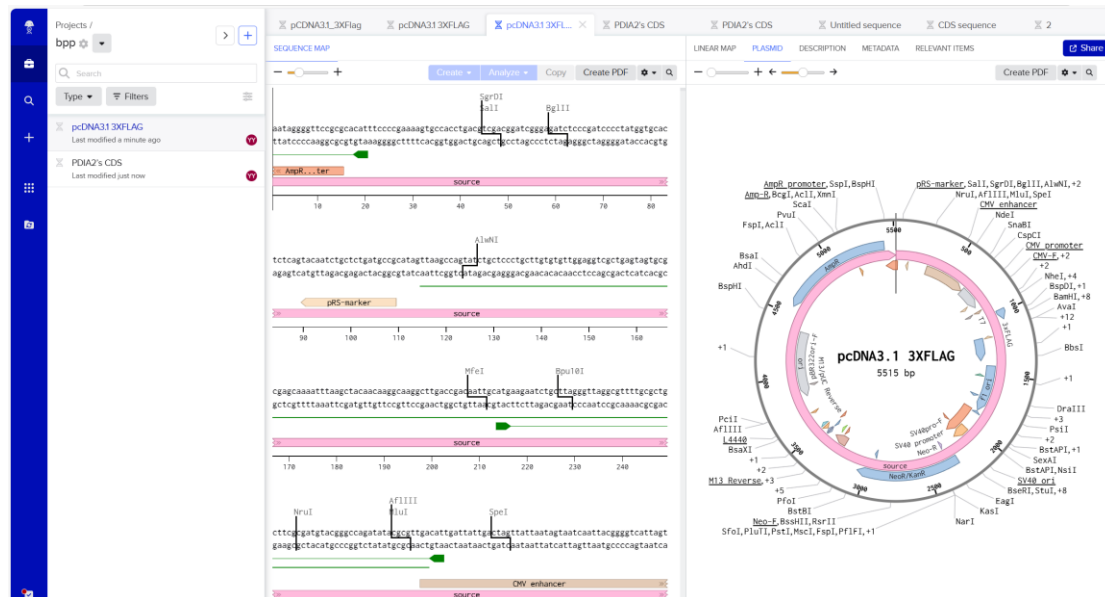 Projects /
bpp
Search
Type
Filters
pcDNA3.1 3XFLAG
Last modified a minute ago
YY
PDIA2's CDS
Last modified just now
YY
pCDNA3.1_3XFlag
pcDNA3.1 3XFLAG
pcDNA3.1 3XFL...
PDIA2's CDS
PDIA2's CDS
Untitled sequence
CDS sequence
2
SEQUENCE MAP
Create
Analyze
Copy
Create PDF
SgrDI
SalI
BglII
aataggggttccgcgcacatttccccgaaaagtgccacctgacgtcgacggatcgggagatctcccgatcccctatggtgcac
ttatccccaaggcgcgtgtaaaggggcttttcacggtggactgcagctgcctagccctctagagggctaggggataccacgtg
AmpR...ter
source
10 20 30 40 50 60 70 80
AlwNI
tctcagtacaatctgctctgatgccgcatagttaagccagtatctgctccctgcttgtgtgttggaggtcgctgagtagtgcg
agagtcatgttagacgagactacggcgtatcaattcggtcatagacgagggacgaacacacaacctccagcgactcatcacgc
pRS-marker
source
90 100 110 120 130 140 150 160
MfeI
Bpu10I
cgagcaaaatttaagctacaacaaggcaaggcttgaccgacaattgcatgaagaatctgcttagggttaggcgttttgcgctg
gctcgttttaaattcgatgttgttccgttccgaactggctgttaacgtacttcttagacgaatcccaatccgcaaaacgcgac
source
170 180 190 200 210 220 230 240
NruI
AflIII
MluI
SpeI
cttcgcgatgtacgggccagatatacgcgttgacattgattattgactagttattaatagtaatcaattacggggtcattagt
gaagcgctacatgcccggtctatatgcgcaactgtaactaataactgatcaataattatcattagttaatgccccagtaatca
CMV enhancer
source
LINEAR MAP
PLASMID
DESCRIPTION
METADATA
RELEVANT ITEMS
Share
Create PDF
AmpR promoter,SspI,BspHI
Amp-R,BcgI,AclI,XmnI
ScaI
PvuI
FspI,AclI
BsaI
AhdI
BspHI
+1
PciI
AflIII
L4440
BsaXI
+1
+2
M13 Reverse,+3
+5
PfoI
BstBI
Neo-F,BssHII,RsrII
SfoI,PluTI,PstI,MscI,FspI,PflFI,+1
pRS-marker,SalI,SgrDI,BglII,AlwNI,+2
NruI,AflIII,MluI,SpeI
CMV enhancer
NdeI
SnaBI
CspCI
CMV promoter
CMV-F,+2
+2
NheI,+4
BspDI,+1
BamHI,+8
AvaI
+12
+1
BbsI
+1
DraIII
+3
PsiI
+2
BstAPI,+1
SexAI
BstAPI,NsiI
SV40 ori
BseRI,StuI,+8
EagI
KasI
NarI
5500
500
1000
1500
2000
2500
3000
3500
4000
4500
5000
AmpR
T7
3xFLAG
f1 ori
SV40pro-F
SV40 promoter
Neo-R
source
NeoR/KanR
M13/pUC Reverse
pBR322ori-F
ori
pcDNA3.1 3XFLAG
5515 bp